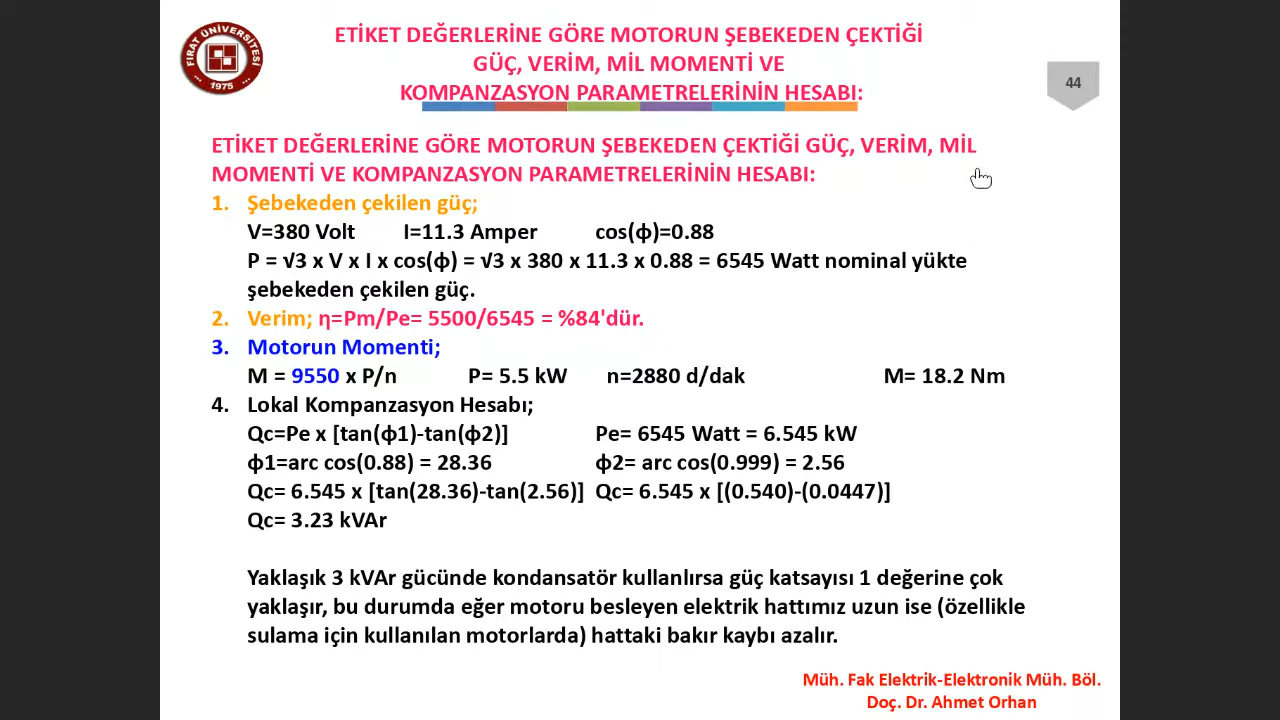 FIRAT ÜNİVERSİTESİ
1975
ETİKET DEĞERLERİNE GÖRE MOTORUN ŞEBEKEDEN ÇEKTİĞİ
GÜÇ, VERİM, MİL MOMENTİ VE
KOMPANZASYON PARAMETRELERİNİN HESABI:
44
ETİKET DEĞERLERİNE GÖRE MOTORUN ŞEBEKEDEN ÇEKTİĞİ GÜÇ, VERİM, MİL
MOMENTİ VE KOMPANZASYON PARAMETRELERİNİN HESABI:
1. Şebekeden çekilen güç;
V=380 Volt I=11.3 Amper cos(ϕ)=0.88
P = √3 x V x I x cos(ϕ) = √3 x 380 x 11.3 x 0.88 = 6545 Watt nominal yükte
şebekeden çekilen güç.
2. Verim; η=Pm/Pe= 5500/6545 = %84'dür.
3. Motorun Momenti;
M = 9550 x P/n P= 5.5 kW n=2880 d/dak M= 18.2 Nm
4. Lokal Kompanzasyon Hesabı;
Qc=Pe x [tan(ϕ1)-tan(ϕ2)] Pe= 6545 Watt = 6.545 kW
ϕ1=arc cos(0.88) = 28.36 ϕ2= arc cos(0.999) = 2.56
Qc= 6.545 x [tan(28.36)-tan(2.56)] Qc= 6.545 x [(0.540)-(0.0447)]
Qc= 3.23 kVAr
Yaklaşık 3 kVAr gücünde kondansatör kullanlırsa güç katsayısı 1 değerine çok
yaklaşır, bu durumda eğer motoru besleyen elektrik hattımız uzun ise (özellikle
sulama için kullanılan motorlarda) hattaki bakır kaybı azalır.
Müh. Fak Elektrik-Elektronik Müh. Böl.
Doç. Dr. Ahmet Orhan